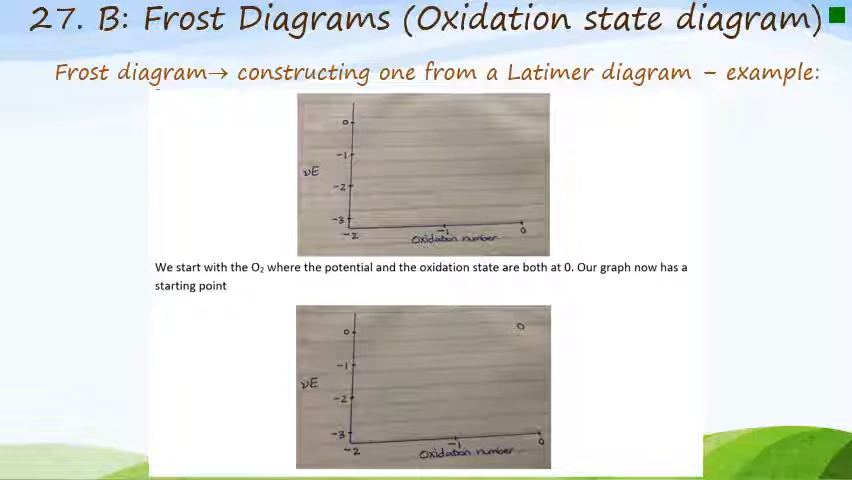 27. B: Frost Diagrams (Oxidation state diagram)
Frost diagram→ constructing one from a Latimer diagram – example:
0
-1
νE
-2
-3
-2
-1
0
Oxidation number
We start with the O₂ where the potential and the oxidation state are both at 0. Our graph now has a
starting point
0
O
-1
νE
-2
-3
-2
-1
0
Oxidation number